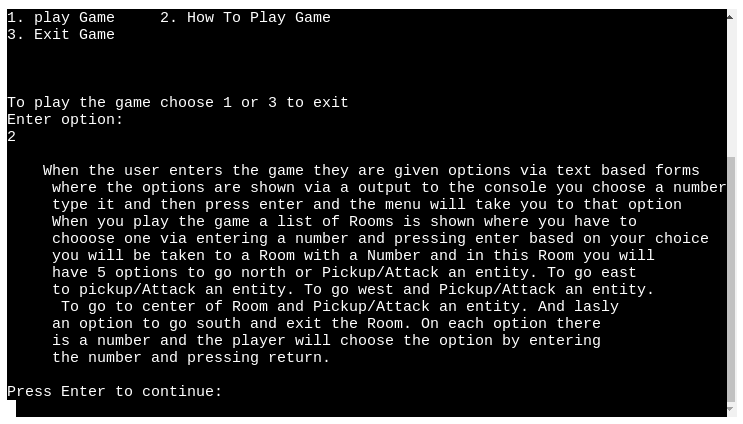 1. play Game     2. How To Play Game
3. Exit Game
To play the game choose 1 or 3 to exit
Enter option:
2
When the user enters the game they are given options via text based forms
where the options are shown via a output to the console you choose a number
type it and then press enter and the menu will take you to that option
When you play the game a list of Rooms is shown where you have to
chooose one via entering a number and pressing enter based on your choice
you will be taken to a Room with a Number and in this Room you will
have 5 options to go north or Pickup/Attack an entity. To go east
to pickup/Attack an entity. To go west and Pickup/Attack an entity.
To go to center of Room and Pickup/Attack an entity. And lasly
an option to go south and exit the Room. On each option there
is a number and the player will choose the option by entering
the number and pressing return.
Press Enter to continue: